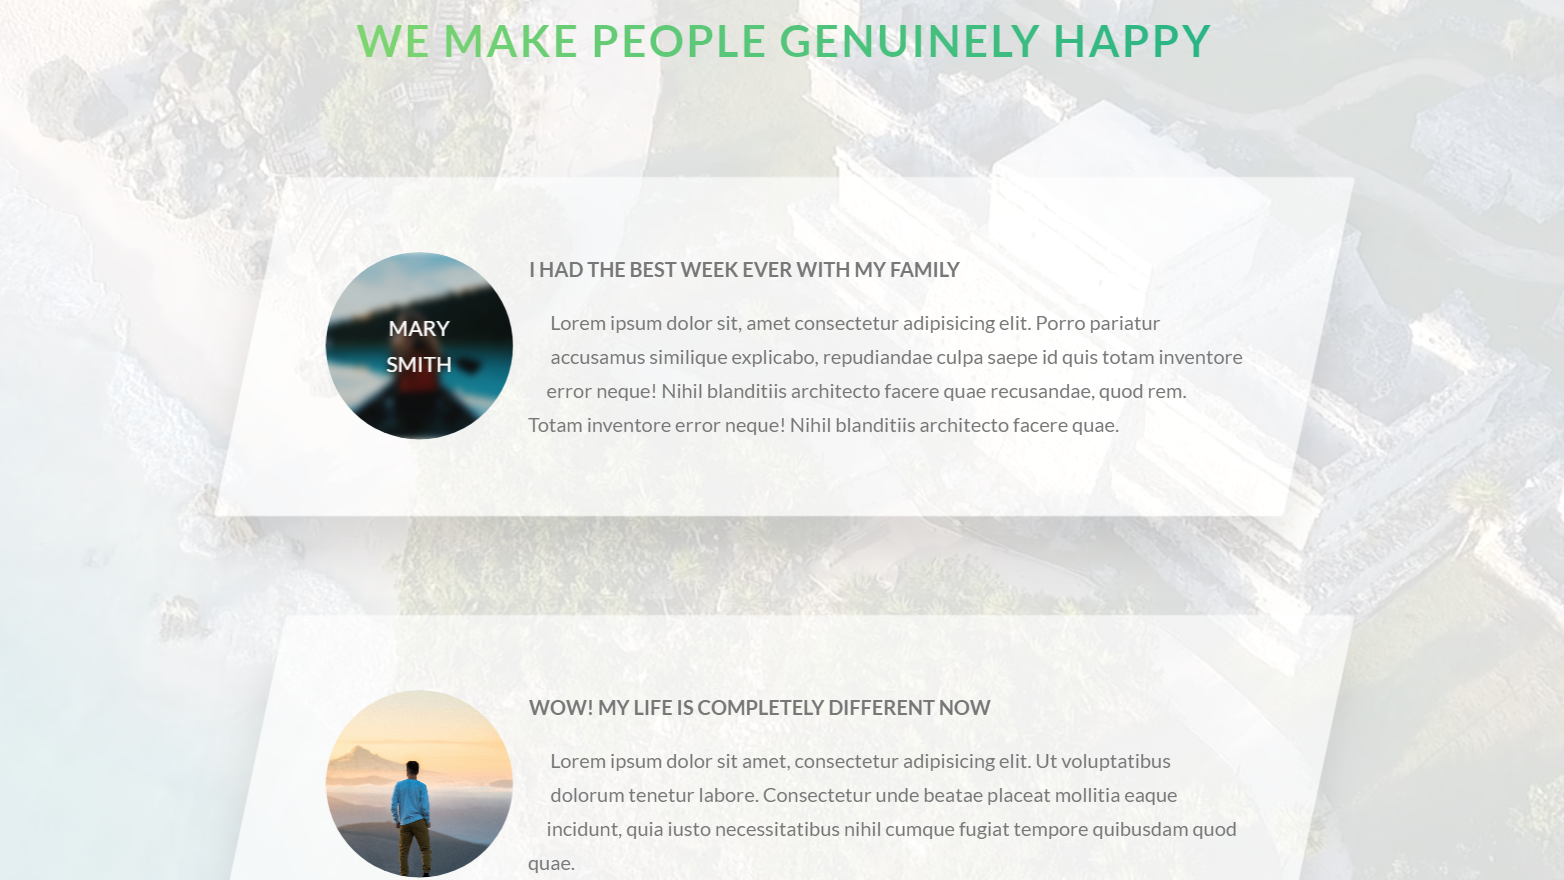 WE MAKE PEOPLE GENUINELY HAPPY
MARY
SMITH
I HAD THE BEST WEEK EVER WITH MY FAMILY
Lorem ipsum dolor sit, amet consectetur adipisicing elit. Porro pariatur
accusamus similique explicabo, repudiandae culpa saepe id quis totam inventore
error neque! Nihil blanditiis architecto facere quae recusandae, quod rem.
Totam inventore error neque! Nihil blanditiis architecto facere quae.
WOW! MY LIFE IS COMPLETELY DIFFERENT NOW
Lorem ipsum dolor sit amet, consectetur adipisicing elit. Ut voluptatibus
dolorum tenetur labore. Consectetur unde beatae placeat mollitia eaque
incidunt, quia iusto necessitatibus nihil cumque fugiat tempore quibusdam quod
quae.